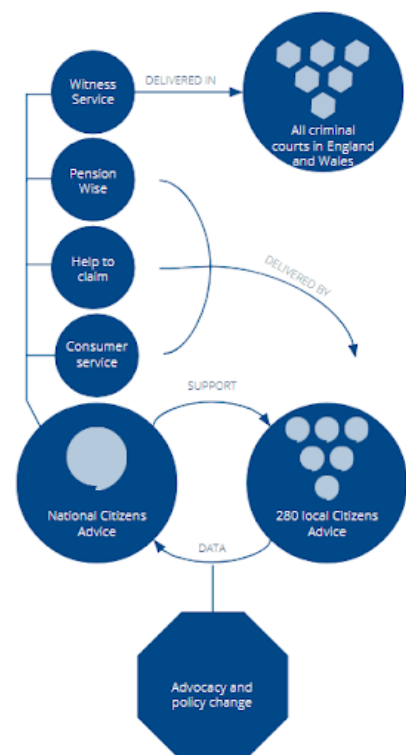 Witness
Service
DELIVERED IN
All criminal
courts in England
and Wales
Pension
Wise
Help to
claim
DELIVERED BY
Consumer
service
SUPPORT
National Citizens
Advice
280 local Citizens
Advice
DATA
Advocacy and
policy change